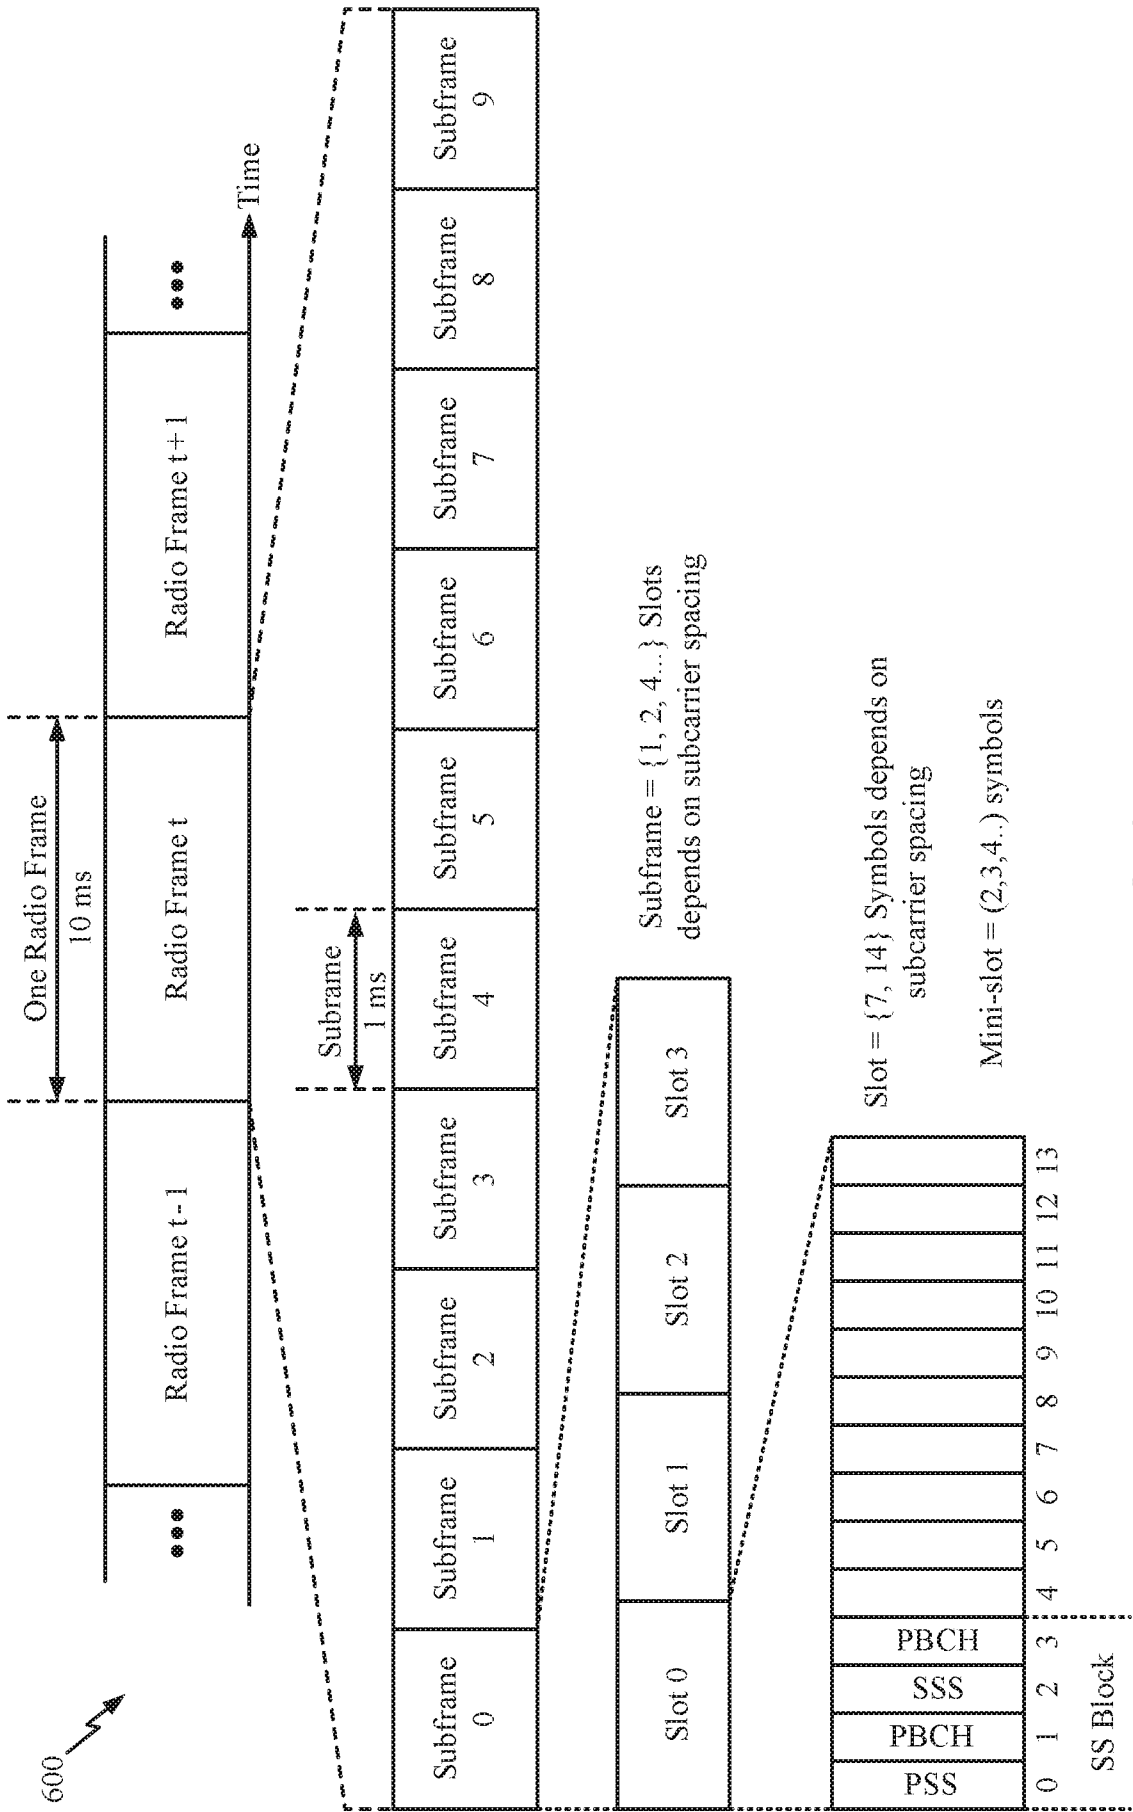 600
One Radio Frame
10 ms
••• Radio Frame t-1 Radio Frame t Radio Frame t+1 •••
Time
Subrame
1 ms
Subframe 0
Subframe 1
Subframe 2
Subframe 3
Subframe 4
Subframe 5
Subframe 6
Subframe 7
Subframe 8
Subframe 9
Slot 0 Slot 1 Slot 2 Slot 3
Subframe = {1, 2, 4...} Slots
depends on subcarrier spacing
PSS PBCH SSS PBCH
0 1 2 3 4 5 6 7 8 9 10 11 12 13
SS Block
Slot = {7, 14} Symbols depends on
subcarrier spacing
Mini-slot = (2,3,4..) symbols